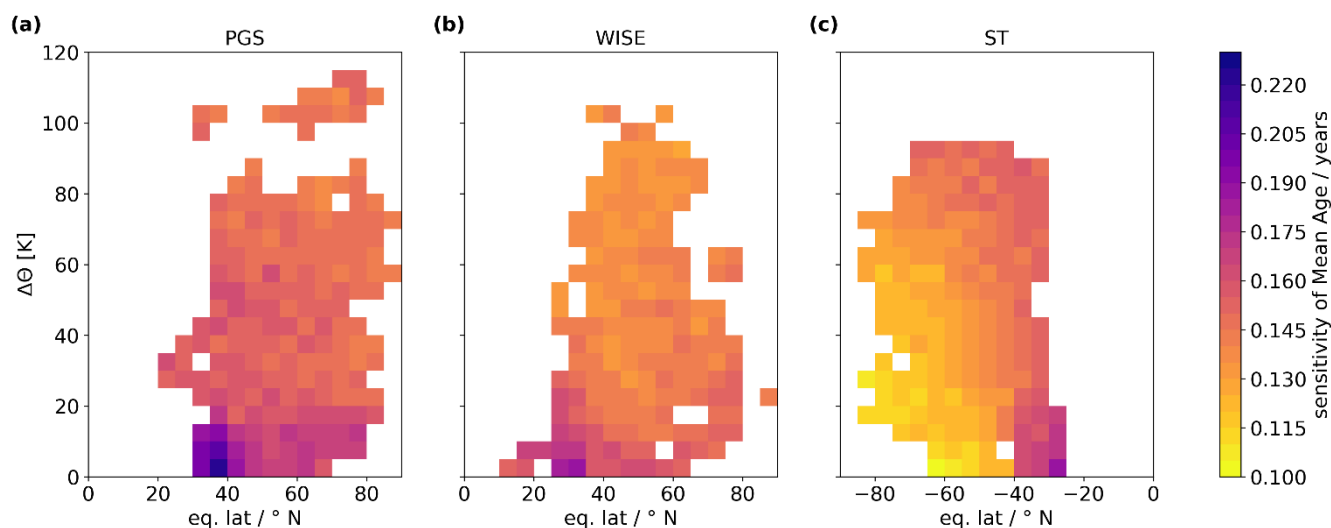 (a)
PGS
120
100
80
60
40
20
0
ΔΘ [K]
0 20 40 60 80
eq. lat / ° N
(b)
WISE
0 20 40 60 80
eq. lat / ° N
(c)
ST
−80 −60 −40 −20 0
eq. lat / ° N
0.220
0.205
0.190
0.175
0.160
0.145
0.130
0.115
0.100
sensitivity of Mean Age / years